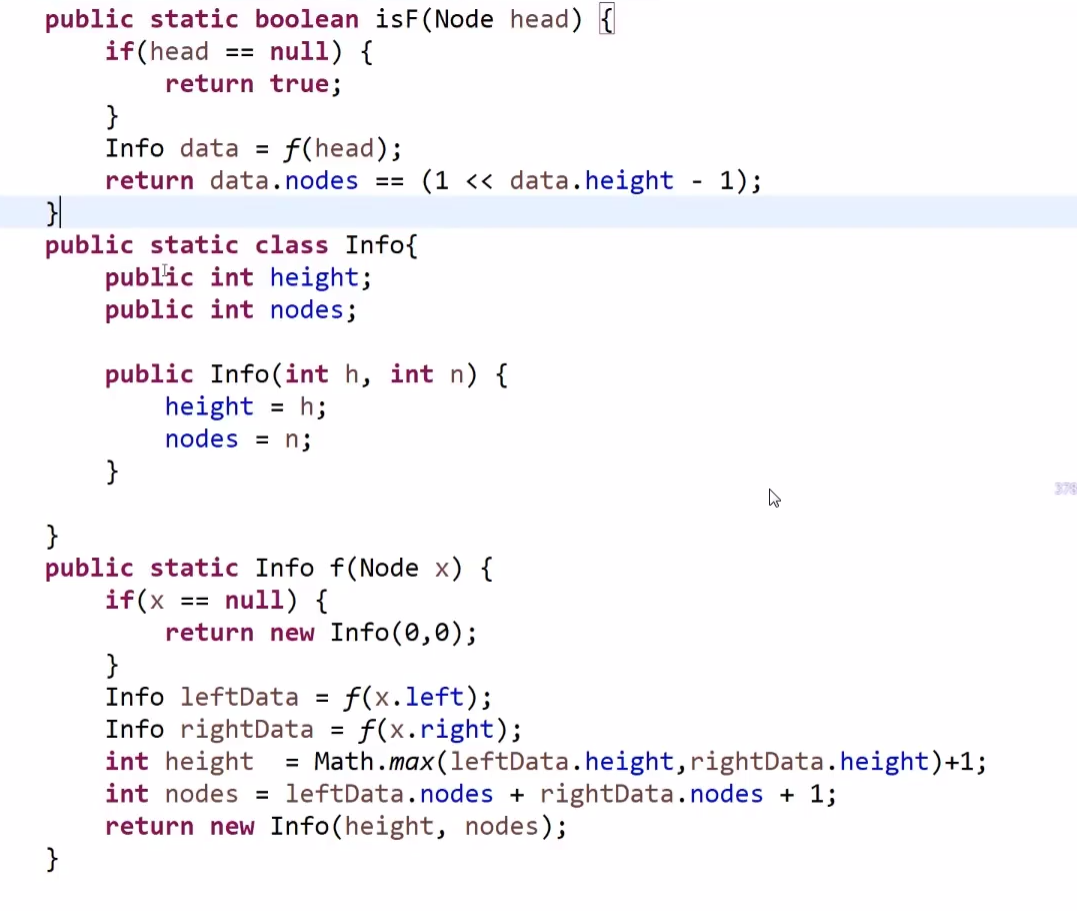 public static boolean isF(Node head) {
if(head == null) {
return true;
}
Info data = f(head);
return data.nodes == (1 << data.height - 1);
}
public static class Info{
public int height;
public int nodes;
public Info(int h, int n) {
height = h;
nodes = n;
}
}
public static Info f(Node x) {
if(x == null) {
return new Info(0,0);
}
Info leftData = f(x.left);
Info rightData = f(x.right);
int height  = Math.max(leftData.height,rightData.height)+1;
int nodes = leftData.nodes + rightData.nodes + 1;
return new Info(height, nodes);
}